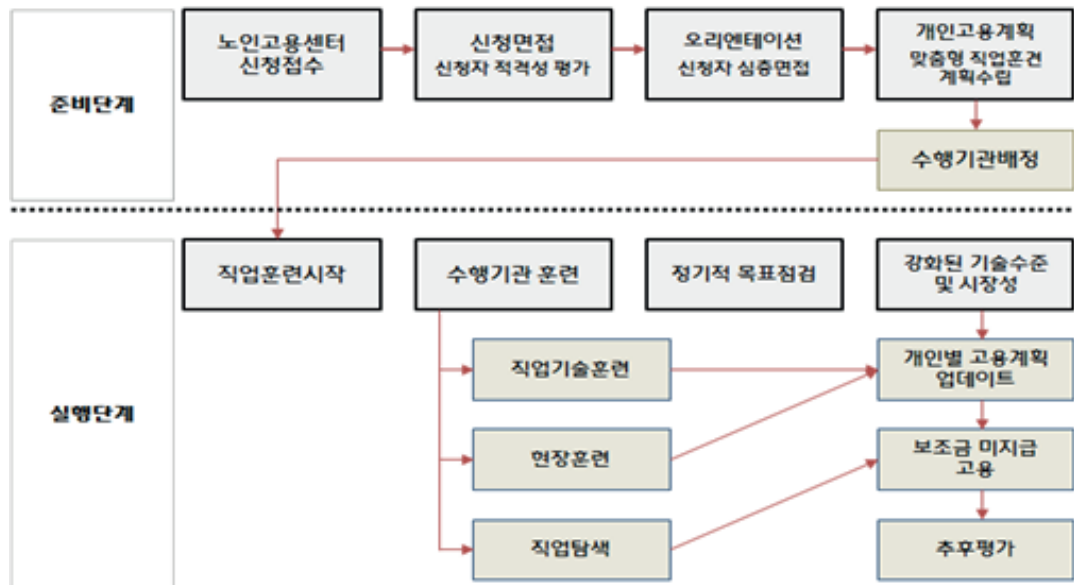 준비단계
노인고용센터
신청접수
신청면접
신청자 적격성 평가
오리엔테이션
신청자 심층면접
개인고용계획
맞춤형 직업훈련
계획수립
수행기관배정
실행단계
직업훈련시작
수행기관 훈련
정기적 목표점검
강화된 기술수준
및 시장성
직업기술훈련
개인별 고용계획
업데이트
현장훈련
보조금 미지급
고용
직업탐색
추후평가